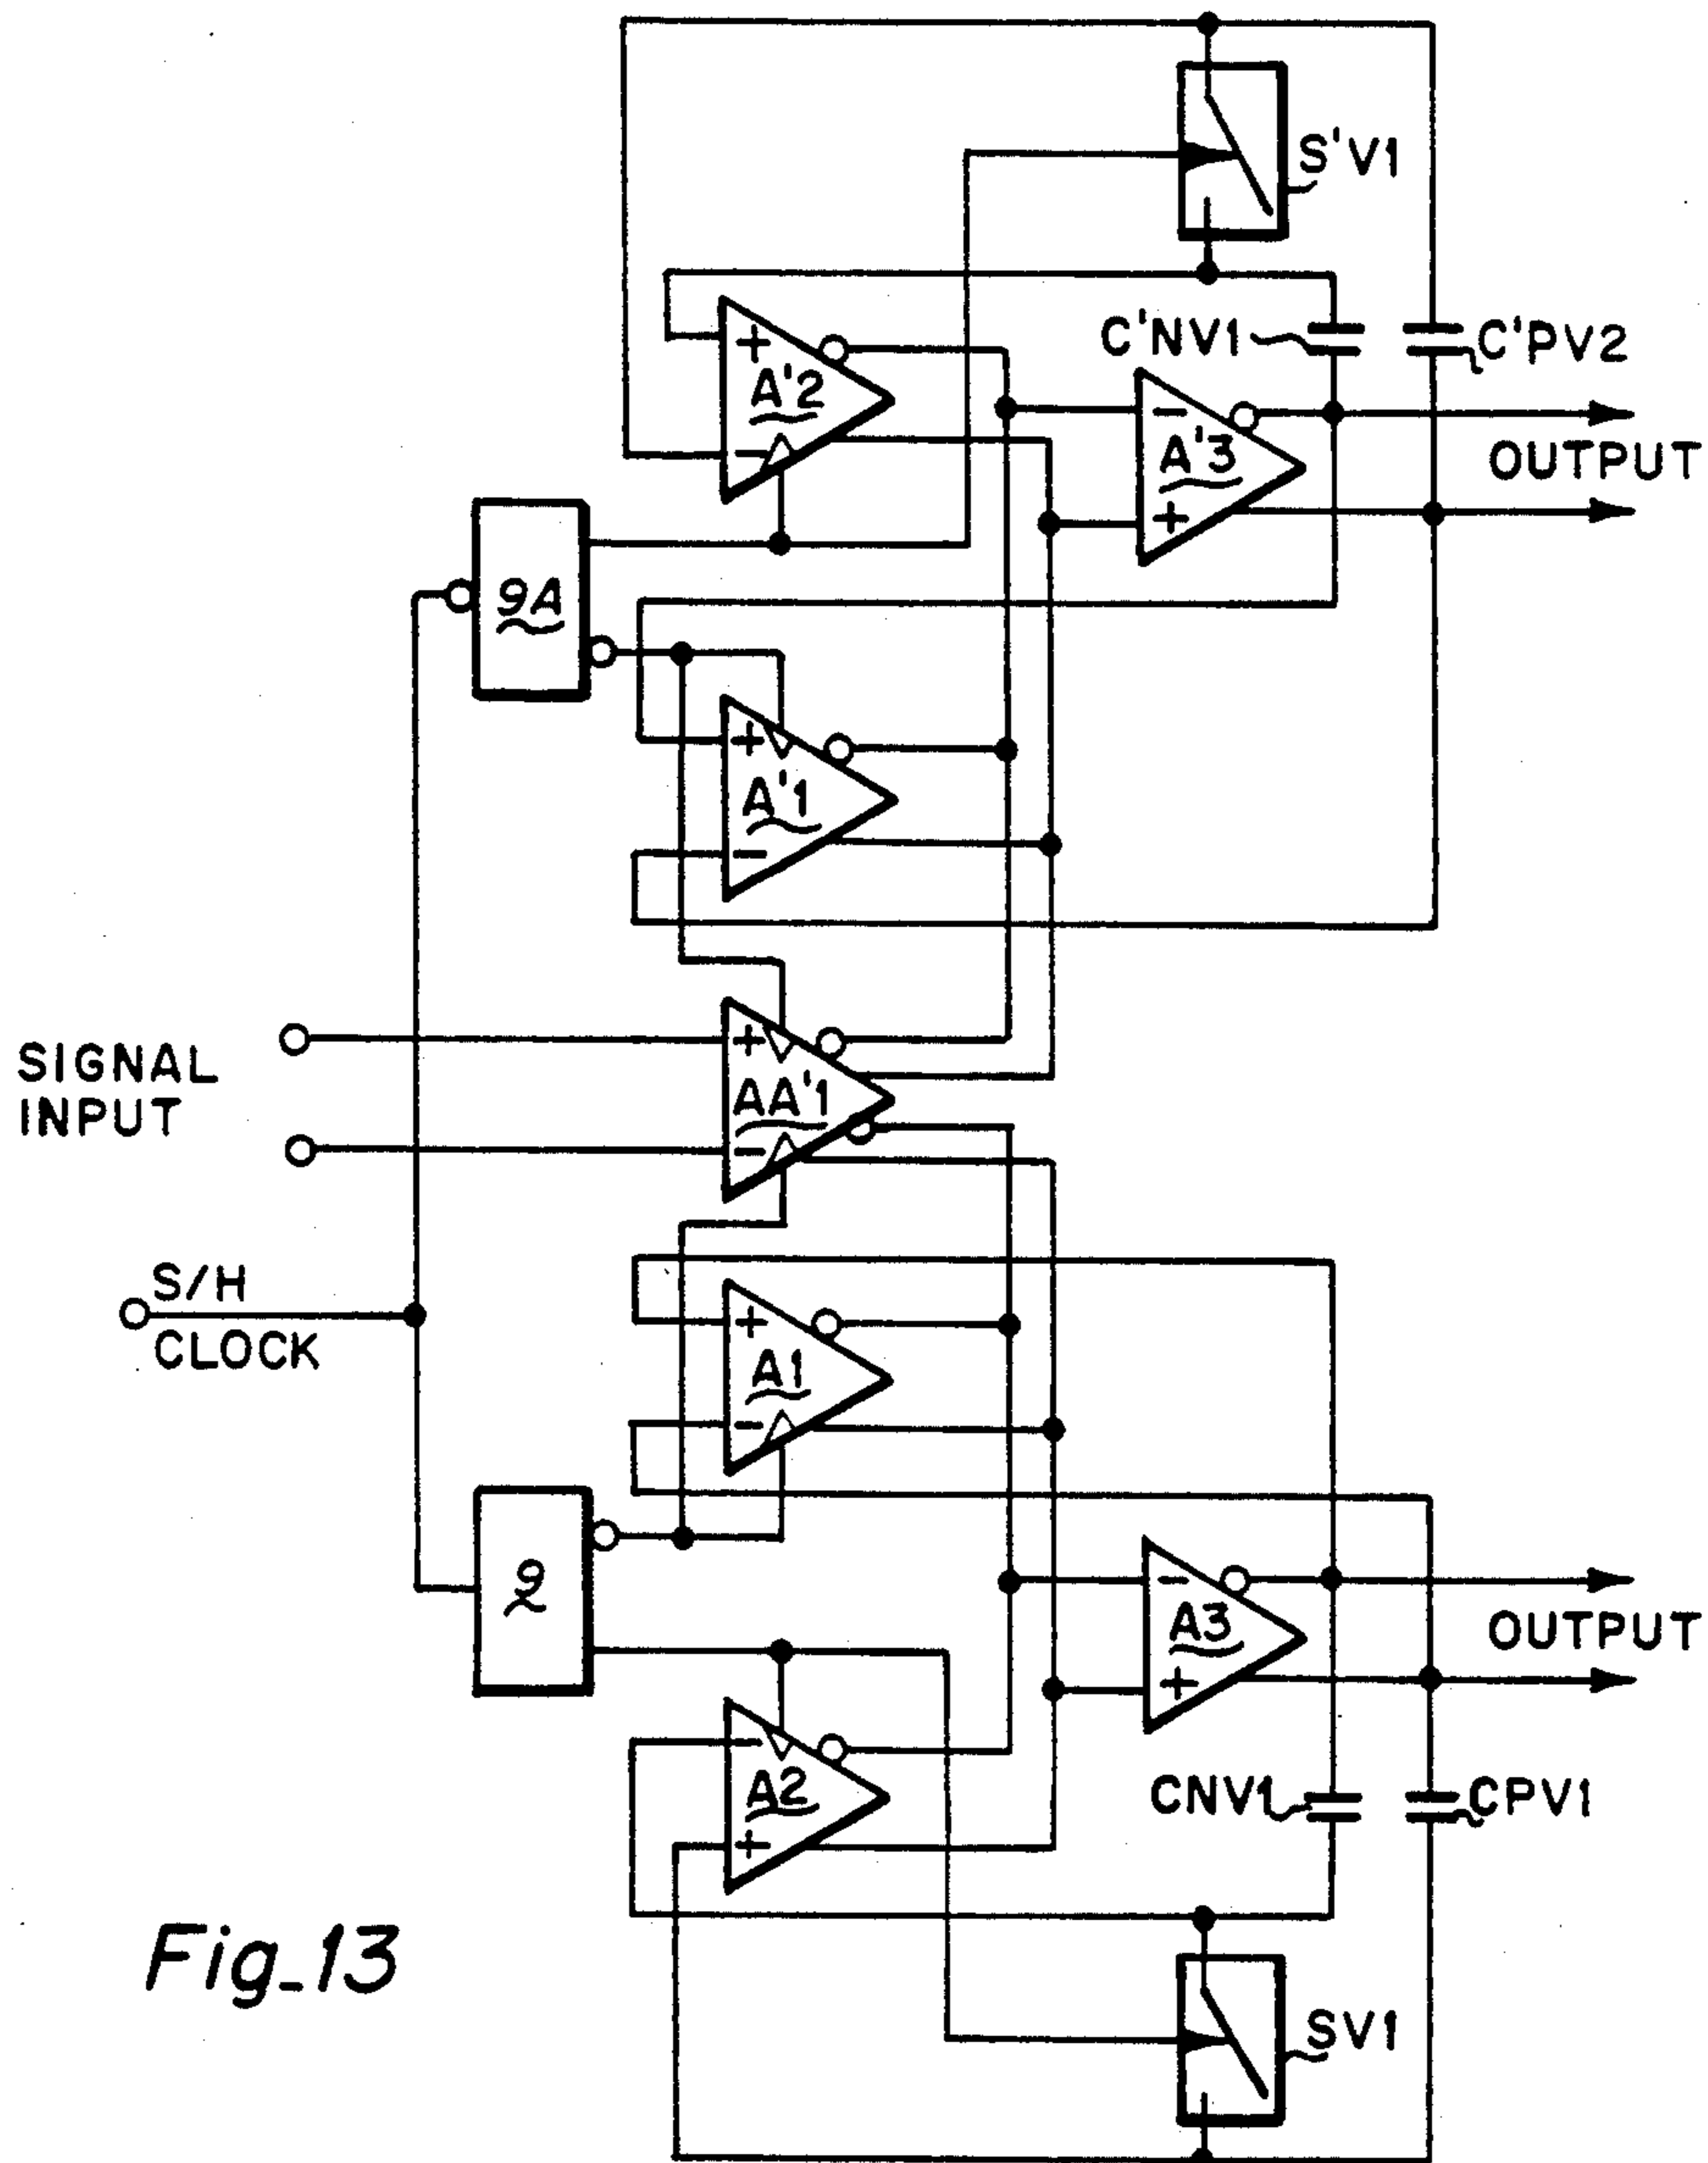 S'V1
+
A'2
-
C'NV1
C'PV2
-
A'3
+
OUTPUT
9A
+
A'1
-
SIGNAL
INPUT
+
AA'1
-
S/H
CLOCK
+
A1
-
9
-
A3
+
OUTPUT
-
A2
+
CNV1
CPV1
SV1
Fig_13